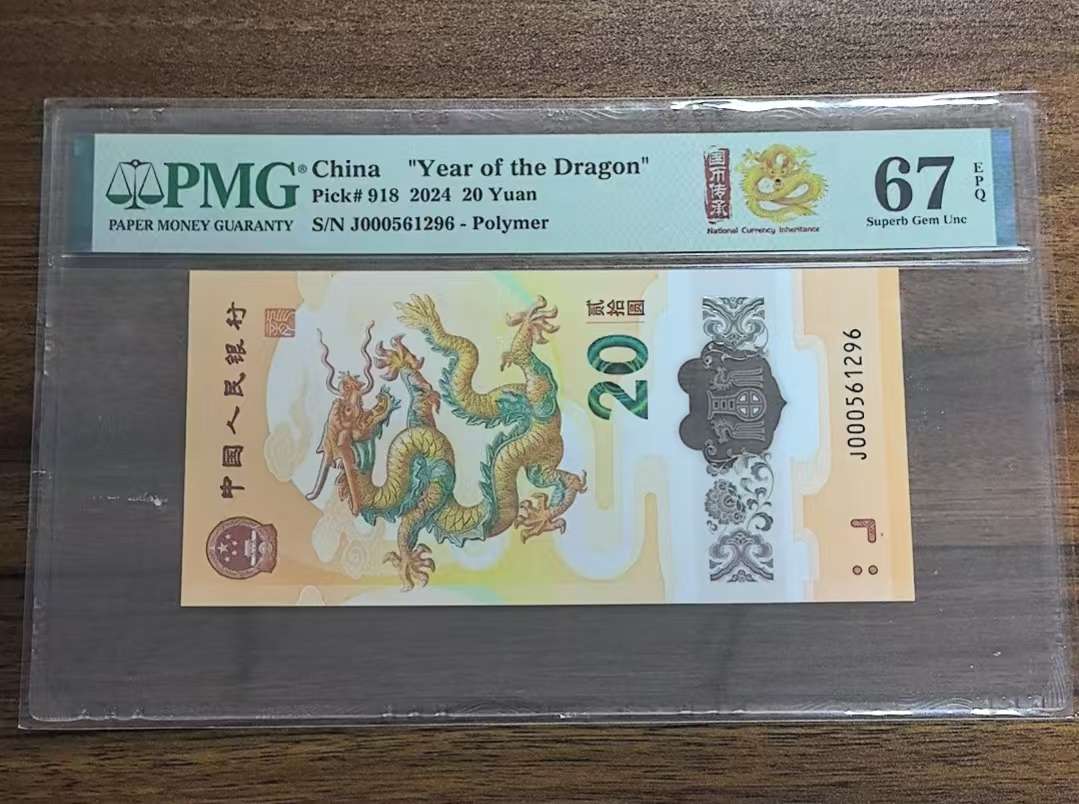 PMG®
PAPER MONEY GUARANTY
China "Year of the Dragon"
Pick# 918 2024 20 Yuan
S/N J000561296 - Polymer
国币传承
National Currency Inheritance
67
EPQ
Superb Gem Unc
中国人民银行
贰拾圆
20
J000561296